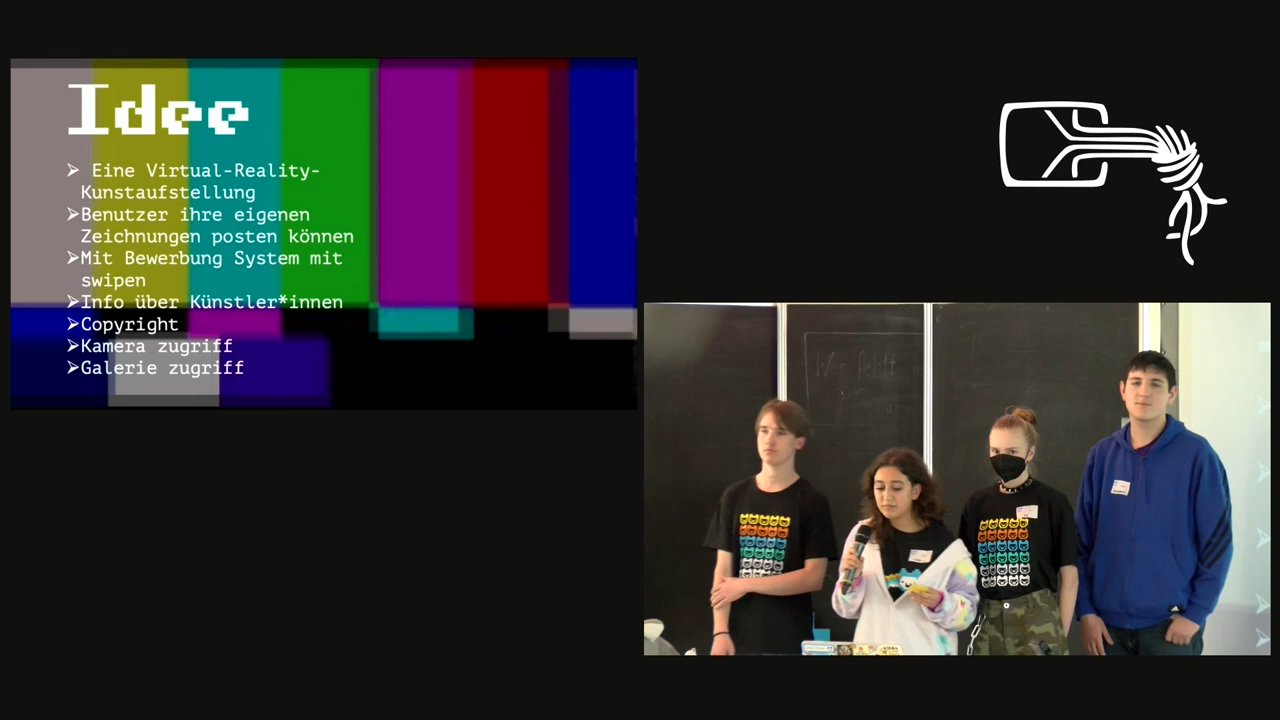 Idee
➢ Eine Virtual-Reality-
Kunstaufstellung
➢Benutzer ihre eigenen
Zeichnungen posten können
➢Mit Bewerbung System mit
swipen
➢Info über Künstler*innen
➢Copyright
➢Kamera zugriff
➢Galerie zugriff
fehlt